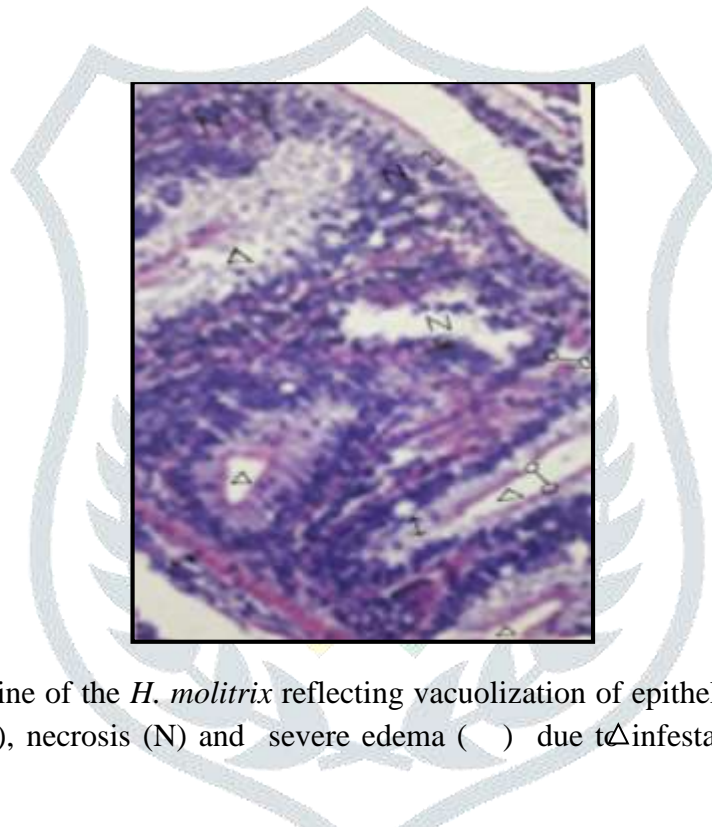 N
N
Δ
N
Δ
Δ
I
Δ
ine of the H. molitrix reflecting vacuolization of epithel
), necrosis (N) and severe edema ( ) due to Δ infesta